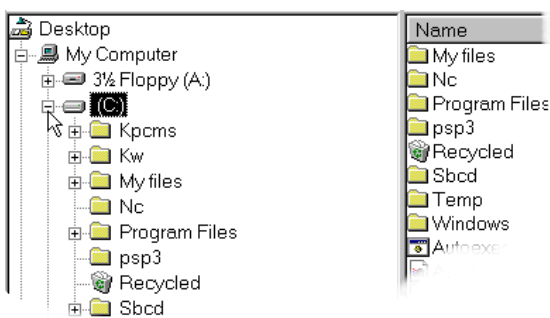 Desktop
My Computer
3½ Floppy (A:)
(C:)
Kpcms
Kw
My files
Nc
Program Files
psp3
Recycled
Sbcd
Name
My files
Nc
Program Files
psp3
Recycled
Sbcd
Temp
Windows